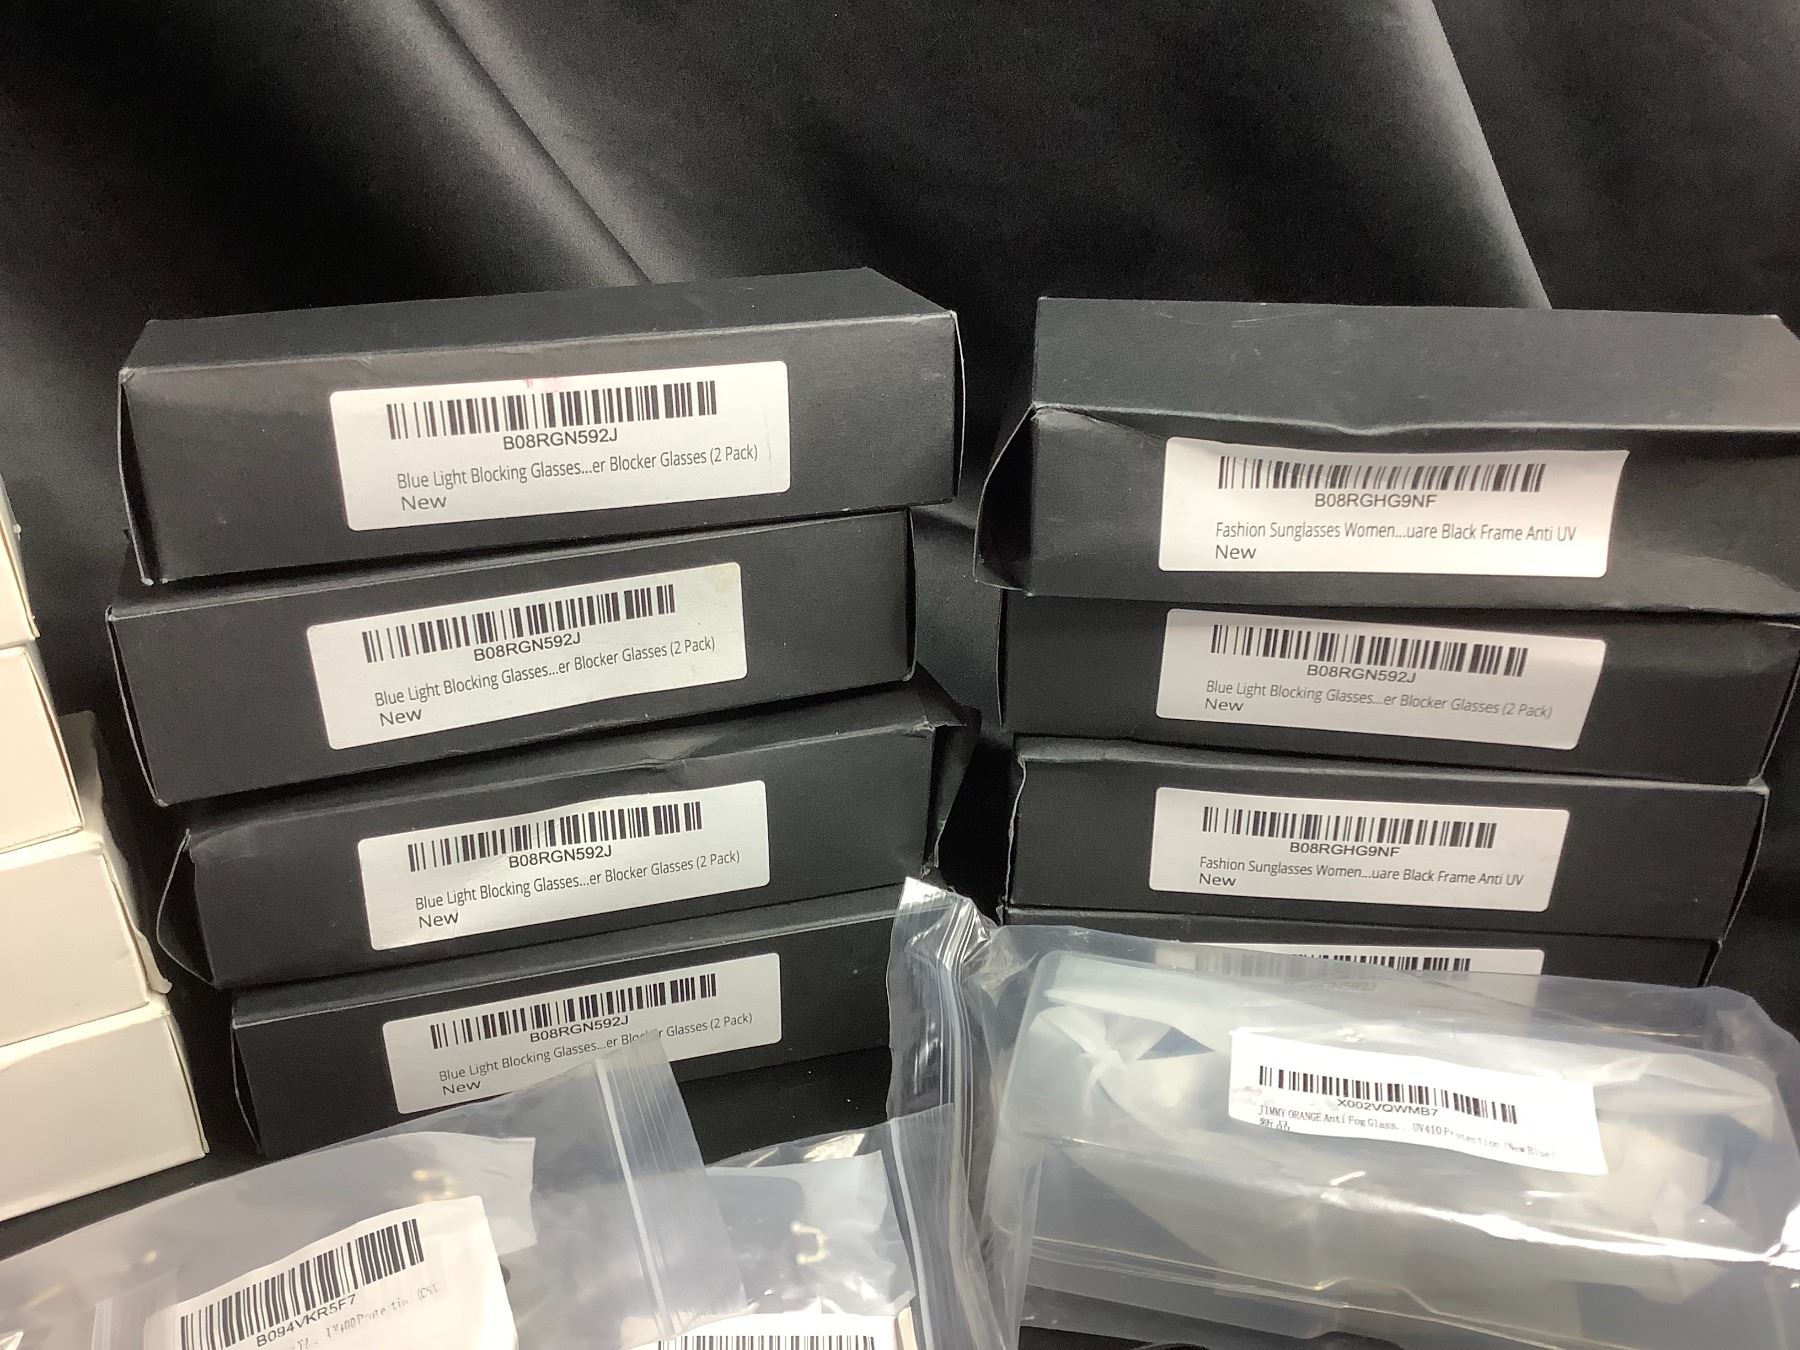 B08RGN592J
Blue Light Blocking Glasses...er Blocker Glasses (2 Pack)
New
B08RGN592J
Blue Light Blocking Glasses...er Blocker Glasses (2 Pack)
New
B08RGN592J
Blue Light Blocking Glasses...er Blocker Glasses (2 Pack)
New
B08RGN592J
Blue Light Blocking Glasses...er Blocker Glasses (2 Pack)
New
B08RGHG9NF
Fashion Sunglasses Women...uare Black Frame Anti UV
New
B08RGN592J
Blue Light Blocking Glasses...er Blocker Glasses (2 Pack)
New
B08RGHG9NF
Fashion Sunglasses Women...uare Black Frame Anti UV
New
X002VQWMB7
JIMMY ORANGE Anti Fog Glass... UV410 Protection (New Blue)
新品
B094VKR5F7